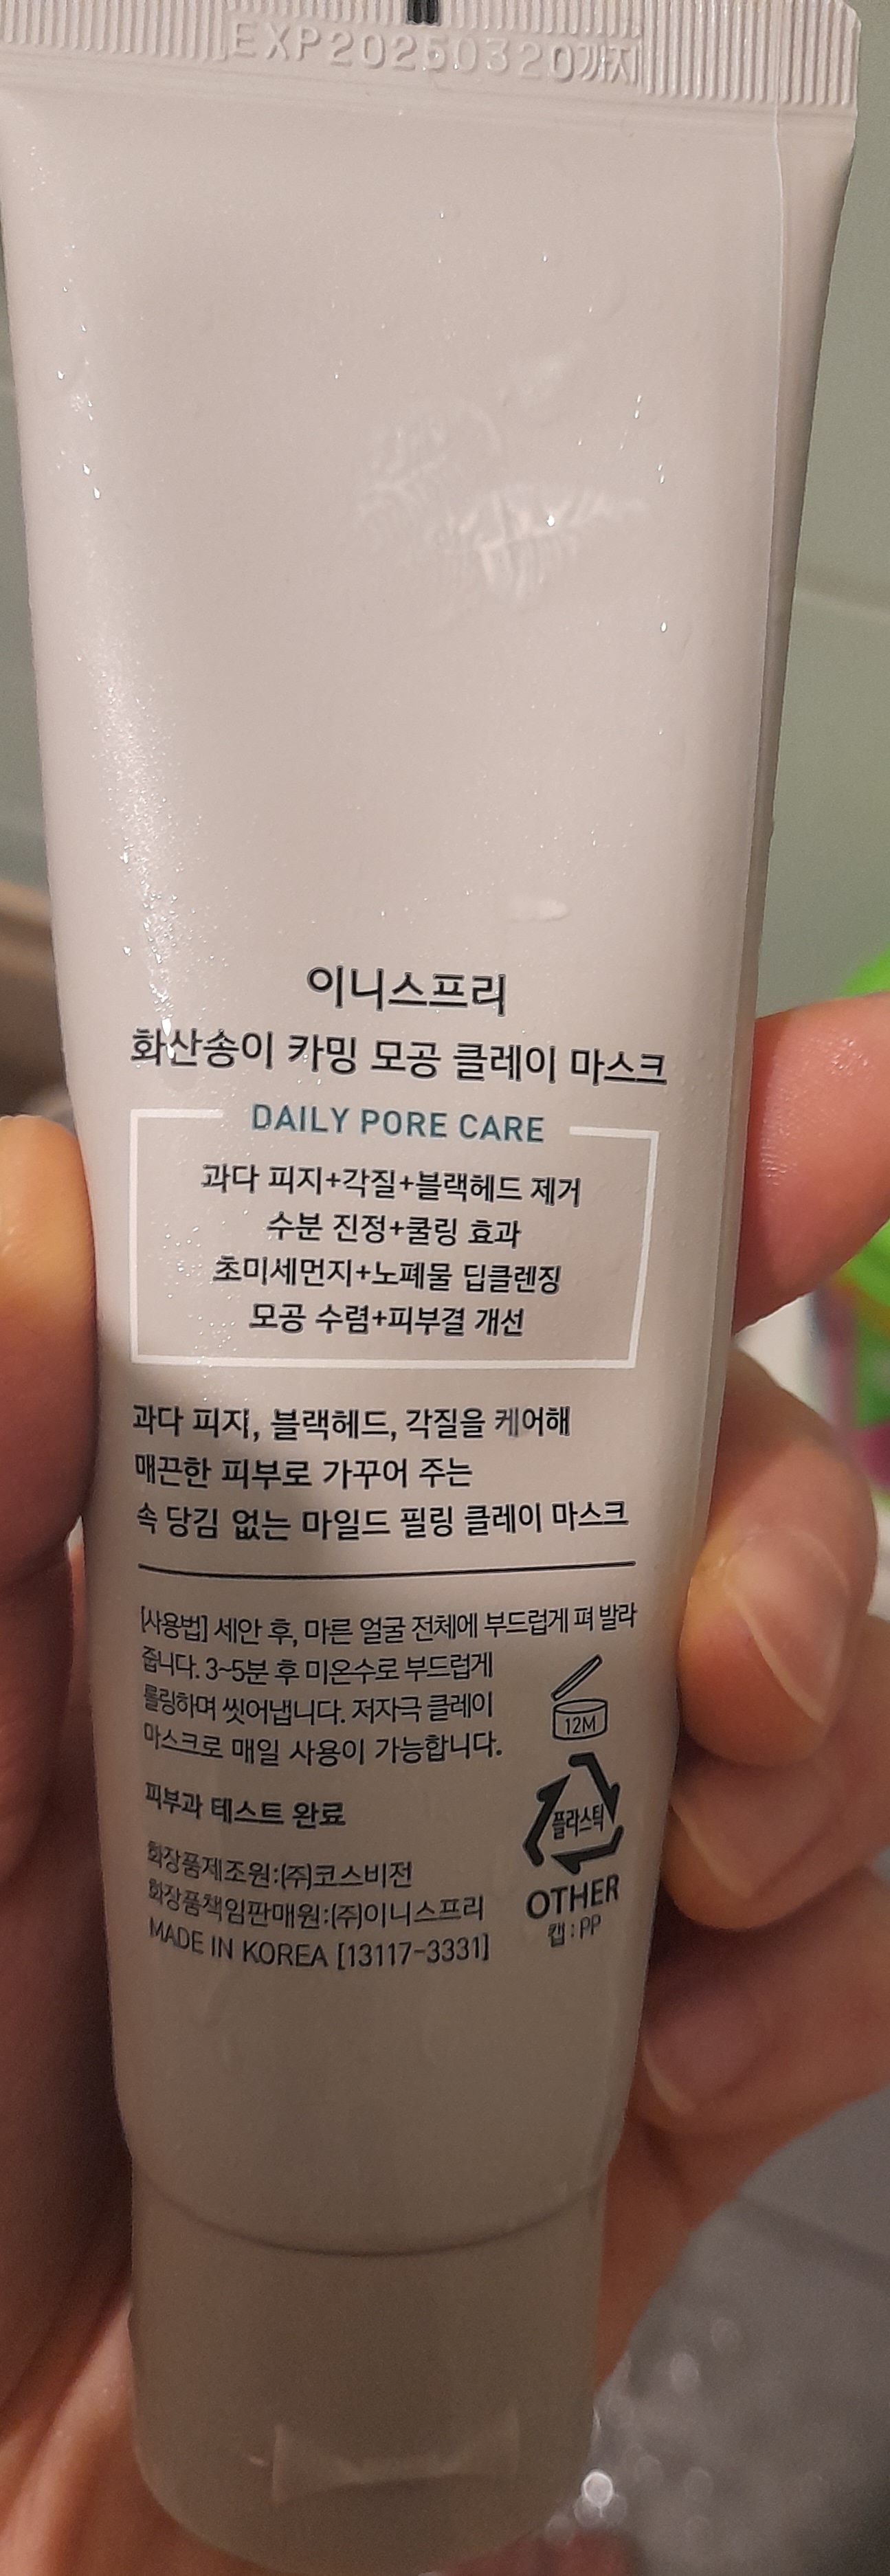 EXP20250320까지
이니스프리
화산송이 카밍 모공 클레이 마스크
DAILY PORE CARE
과다 피지+각질+블랙헤드 제거
수분 진정+쿨링 효과
초미세먼지+노폐물 딥클렌징
모공 수렴+피부결 개선
과다 피지, 블랙헤드, 각질을 케어해
매끈한 피부로 가꾸어 주는
속 당김 없는 마일드 필링 클레이 마스크
[사용법] 세안 후, 마른 얼굴 전체에 부드럽게 펴 발라
줍니다. 3~5분 후 미온수로 부드럽게
롤링하며 씻어냅니다. 저자극 클레이
마스크로 매일 사용이 가능합니다.
12M
피부과 테스트 완료
플라스틱
OTHER
캡:PP
화장품제조원:(주)코스비전
화장품책임판매원:(주)이니스프리
MADE IN KOREA [13117-3331]